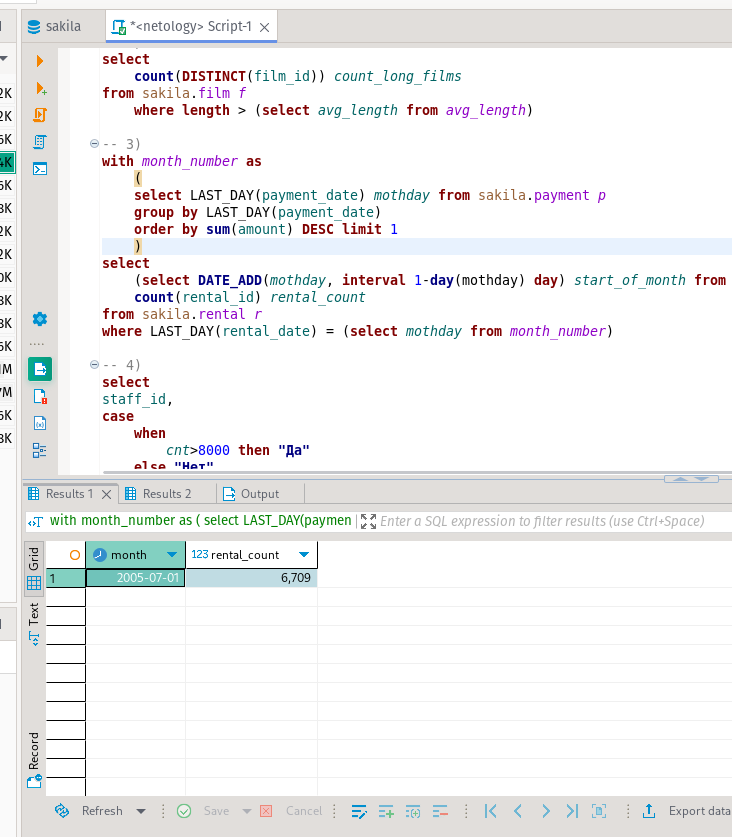 sakila
*<netology> Script-1
2K
2K
5K
4K
5K
3K
2K
2K
0K
3K
3K
5K
1M
7M
5K
3K
select
count(DISTINCT(film_id)) count_long_films
from sakila.film f
where length > (select avg_length from avg_length)
-- 3)
with month_number as
(
select LAST_DAY(payment_date) mothday from sakila.payment p
group by LAST_DAY(payment_date)
order by sum(amount) DESC limit 1
)
select
(select DATE_ADD(mothday, interval 1-day(mothday) day) start_of_month from
count(rental_id) rental_count
from sakila.rental r
where LAST_DAY(rental_date) = (select mothday from month_number)
-- 4)
select
staff_id,
case
when
cnt>8000 then "Да"
else "Нет"
Results 1
Results 2
Output
with month_number as ( select LAST_DAY(paymen
Enter a SQL expression to filter results (use Ctrl+Space)
Grid
Text
Record
month
123 rental_count
1
2005-07-01
6,709
Refresh
Save
Cancel
Export data